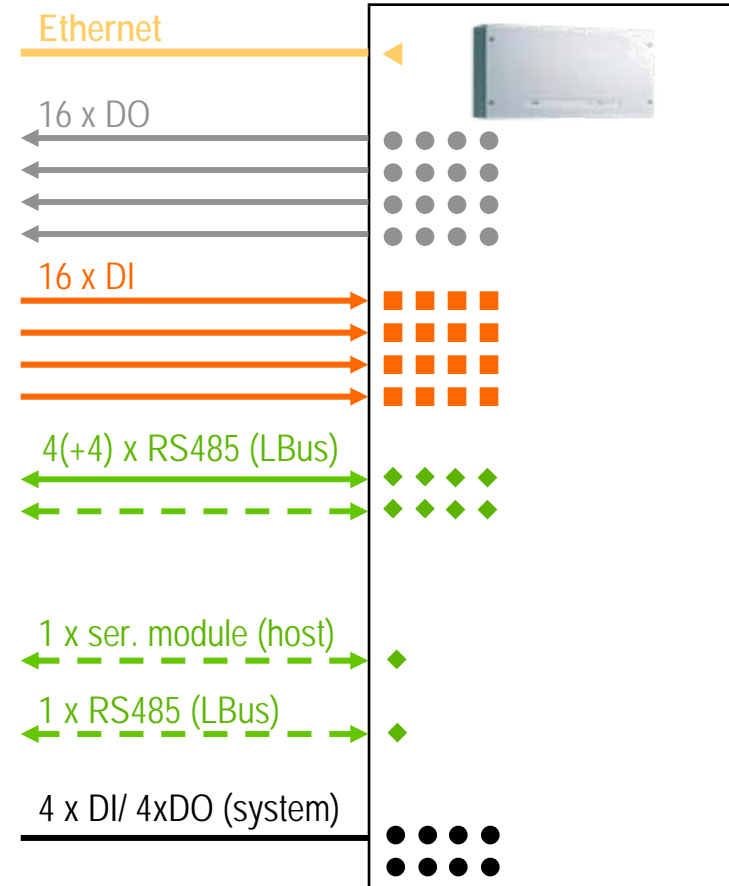 Ethernet
16 x DO
16 x DI
4(+4) x RS485 (LBus)
1 x ser. module (host)
1 x RS485 (LBus)
4 x DI/ 4xDO (system)